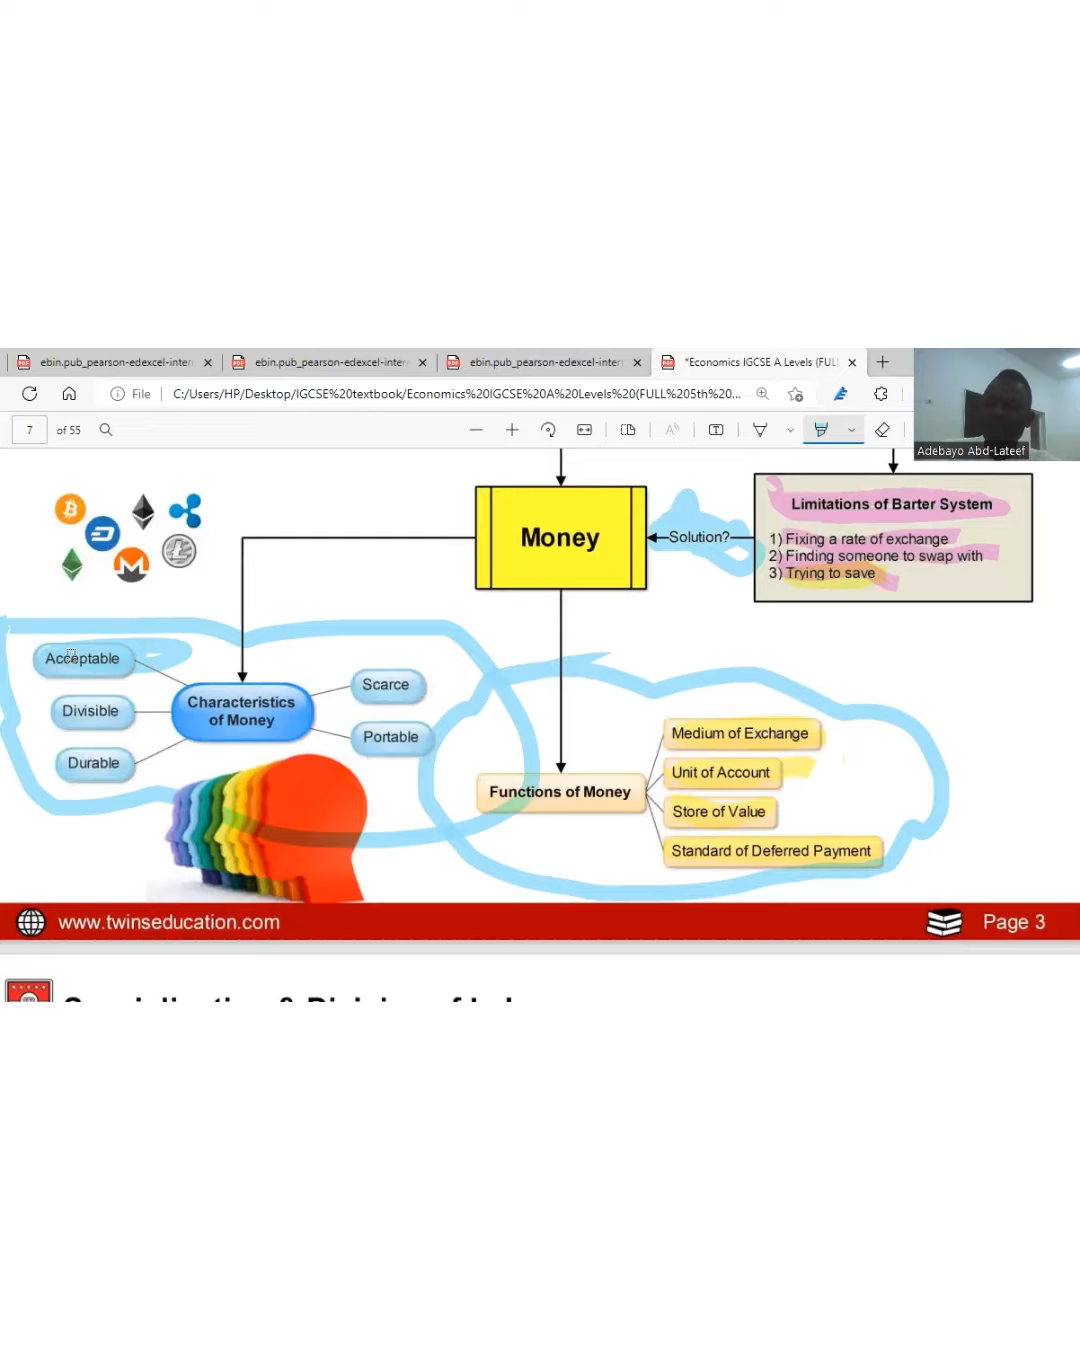 ebin.pub_pearson-edexcel-inter
ebin.pub_pearson-edexcel-inter
ebin.pub_pearson-edexcel-inter
*Economics IGCSE A Levels (FULL
File
C:/Users/HP/Desktop/IGCSE%20textbook/Economics%20IGCSE%20A%20Levels%20(FULL%205th%20...
7 of 55
Adebayo Abd-Lateef
Money
Solution?
Limitations of Barter System
1) Fixing a rate of exchange
2) Finding someone to swap with
3) Trying to save
Acceptable
Divisible
Durable
Characteristics
of Money
Scarce
Portable
Functions of Money
Medium of Exchange
Unit of Account
Store of Value
Standard of Deferred Payment
www.twinseducation.com
Page 3